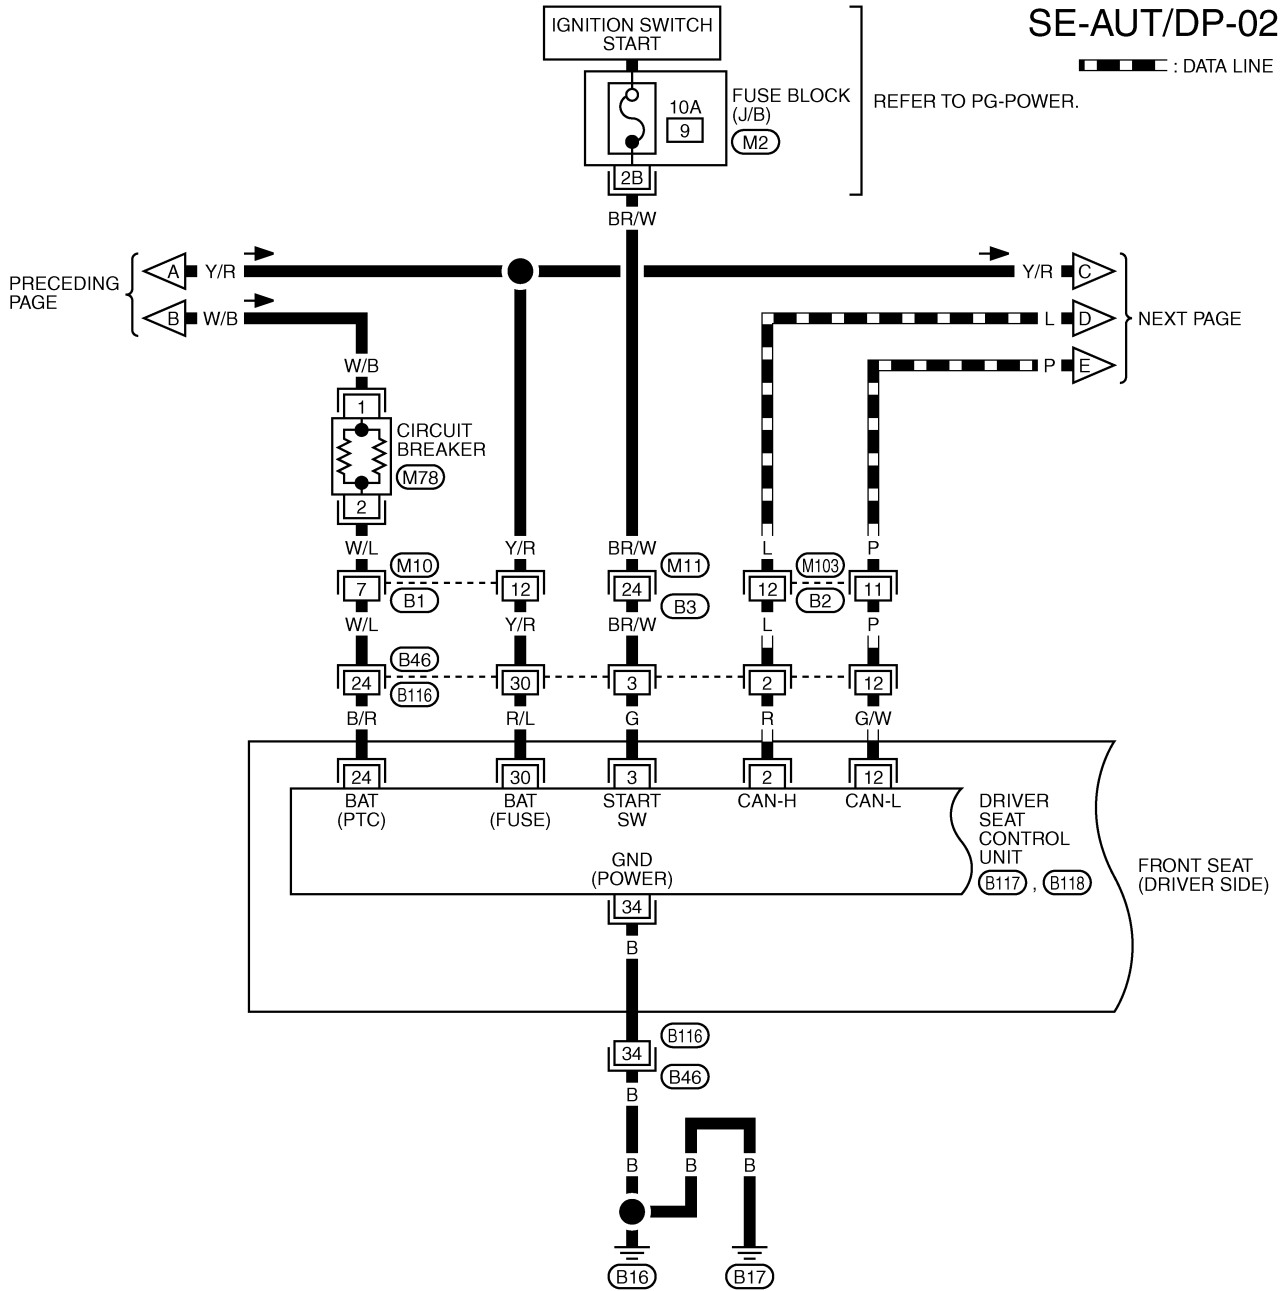 SE-AUT/DP-02
: DATA LINE
IGNITION SWITCH
START
10A
9
FUSE BLOCK
(J/B)
M2
REFER TO PG-POWER.
2B
BR/W
PRECEDING
PAGE
A Y/R
B W/B
Y/R C
L D
P E
NEXT PAGE
W/B
1
CIRCUIT
BREAKER
M78
2
W/L Y/R BR/W L P
M10 M11 M103
7 12 24 12 11
B1 B3 B2
W/L Y/R BR/W L P
B46
24 30 3 2 12
B116
B/R R/L G R G/W
24 30 3 2 12
BAT
(PTC)
BAT
(FUSE)
START
SW
CAN-H
CAN-L
DRIVER
SEAT
CONTROL
UNIT
B117 , B118
GND
(POWER)
FRONT SEAT
(DRIVER SIDE)
34
B
B116
34
B46
B
B B B
B16 B17